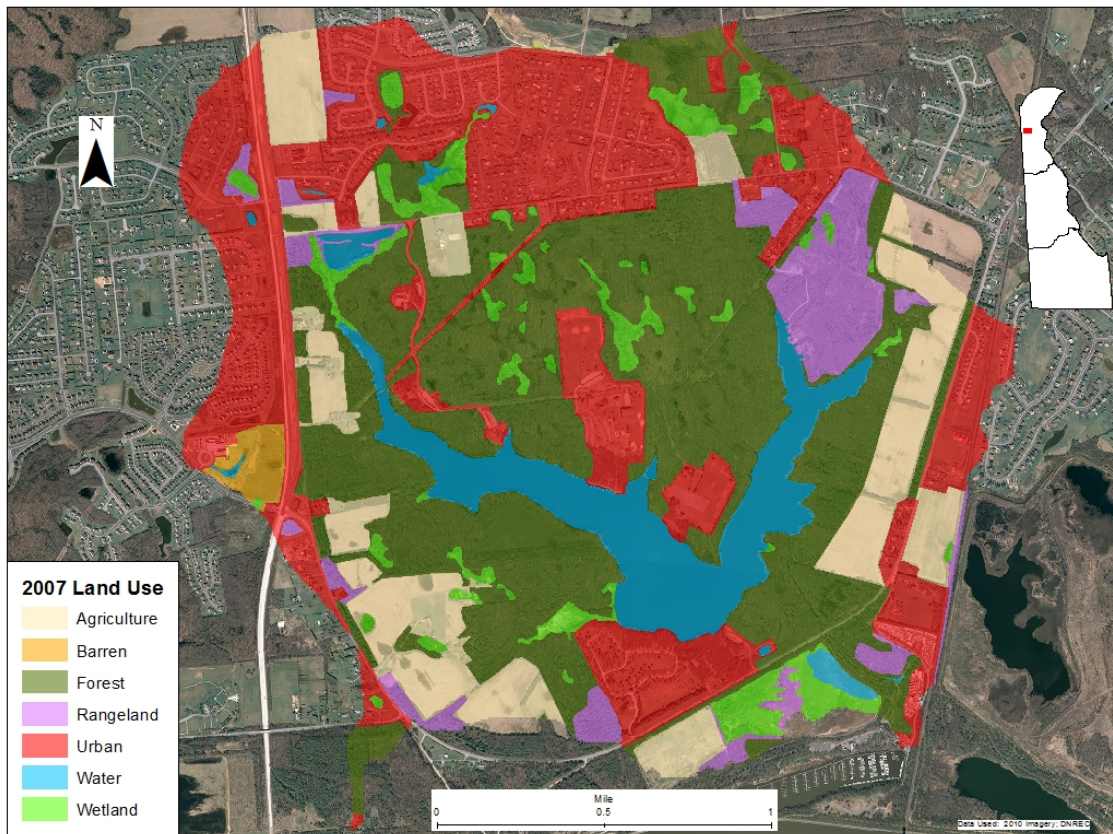 N
2007 Land Use
Agriculture
Barren
Forest
Rangeland
Urban
Water
Wetland
Mile
0 0.5 1
Data Used: 2010 Imagery; DNREC